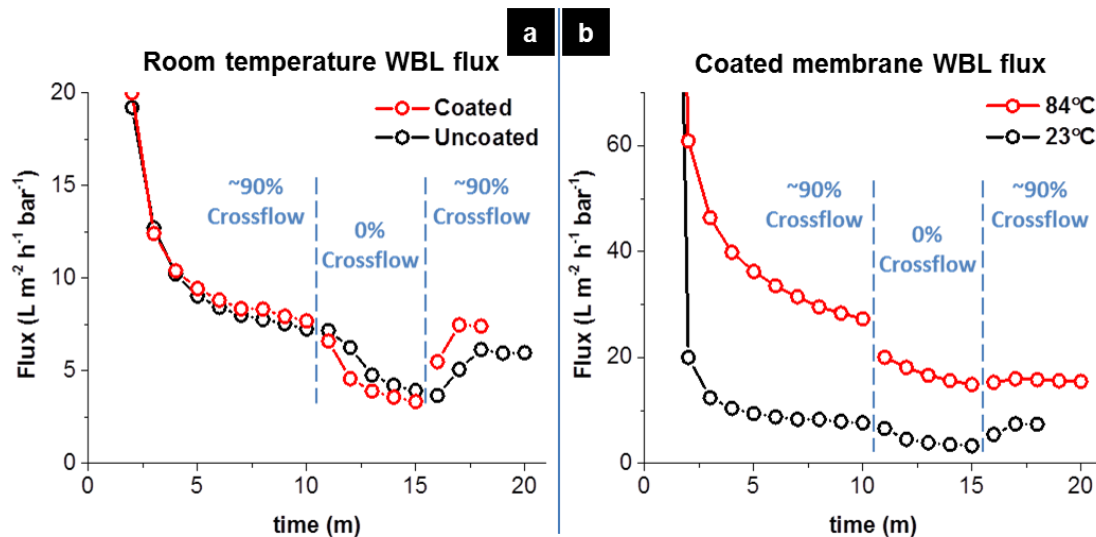 a
Room temperature WBL flux
Coated
Uncoated
20
15
10
5
0
Flux (L m⁻² h⁻¹ bar⁻¹)
~90%
Crossflow
0%
Crossflow
~90%
Crossflow
0 5 10 15 20
time (m)
b
Coated membrane WBL flux
84°C
23°C
60
40
20
0
Flux (L m⁻² h⁻¹ bar⁻¹)
~90%
Crossflow
0%
Crossflow
~90%
Crossflow
0 5 10 15 20
time (m)